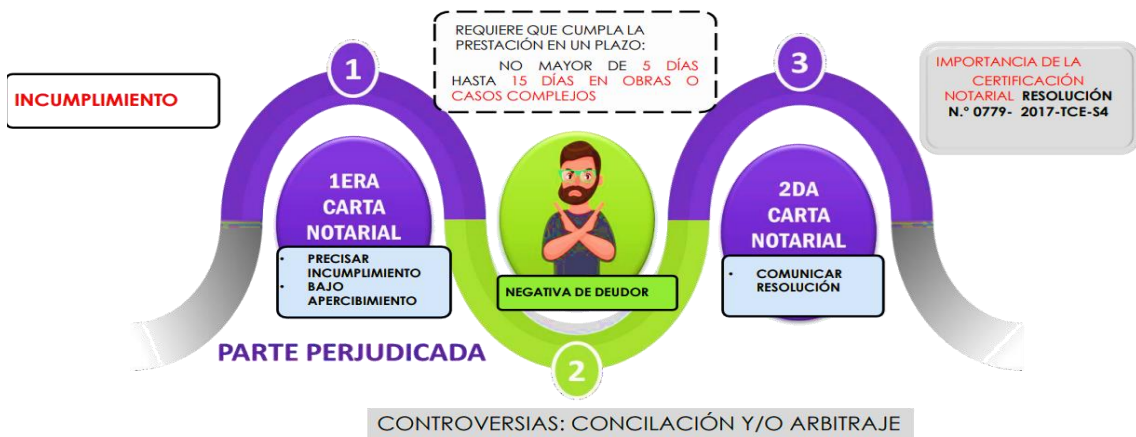 INCUMPLIMIENTO
1
REQUIERE QUE CUMPLA LA
PRESTACIÓN EN UN PLAZO:
NO MAYOR DE 5 DÍAS
HASTA 15 DÍAS EN OBRAS O
CASOS COMPLEJOS
3
IMPORTANCIA DE LA
CERTIFICACIÓN
NOTARIAL RESOLUCIÓN
N.° 0779- 2017-TCE-S4
1ERA
CARTA
NOTARIAL
• PRECISAR
INCUMPLIMIENTO
• BAJO
APERCIBIMIENTO
NEGATIVA DE DEUDOR
2DA
CARTA
NOTARIAL
• COMUNICAR
RESOLUCIÓN
PARTE PERJUDICADA
2
CONTROVERSIAS: CONCILACIÓN Y/O ARBITRAJE